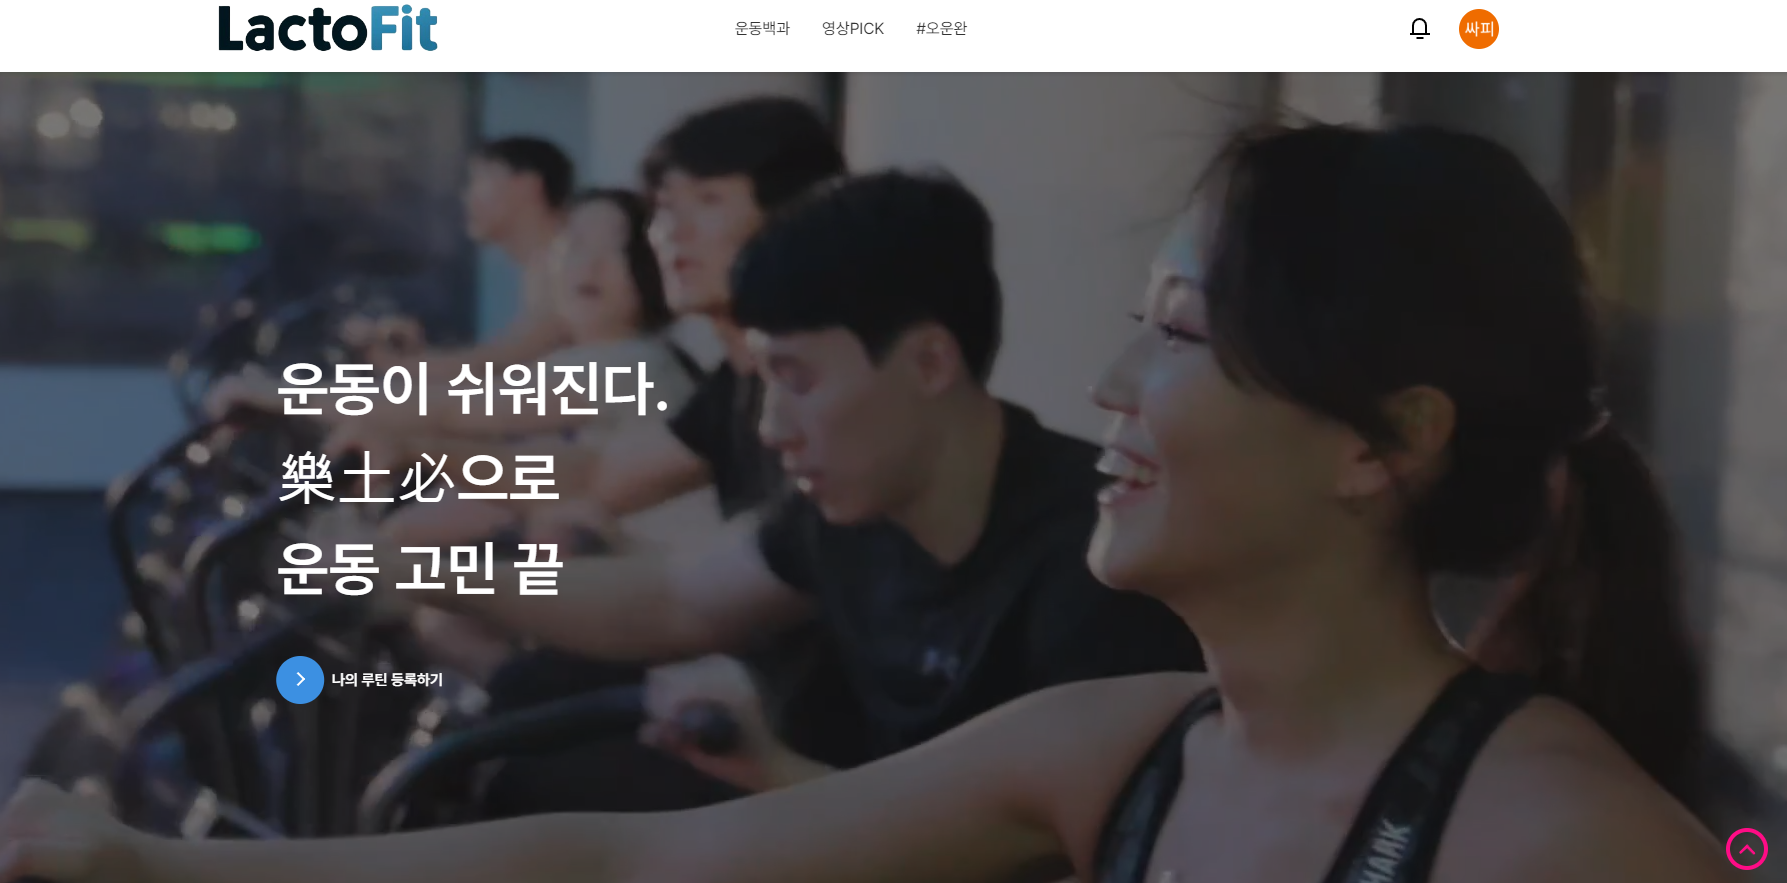 LactoFit
운동백과 영상PICK #오운완
싸피
운동이 쉬워진다.
樂土必으로
운동 고민 끝
나의 루틴 등록하기